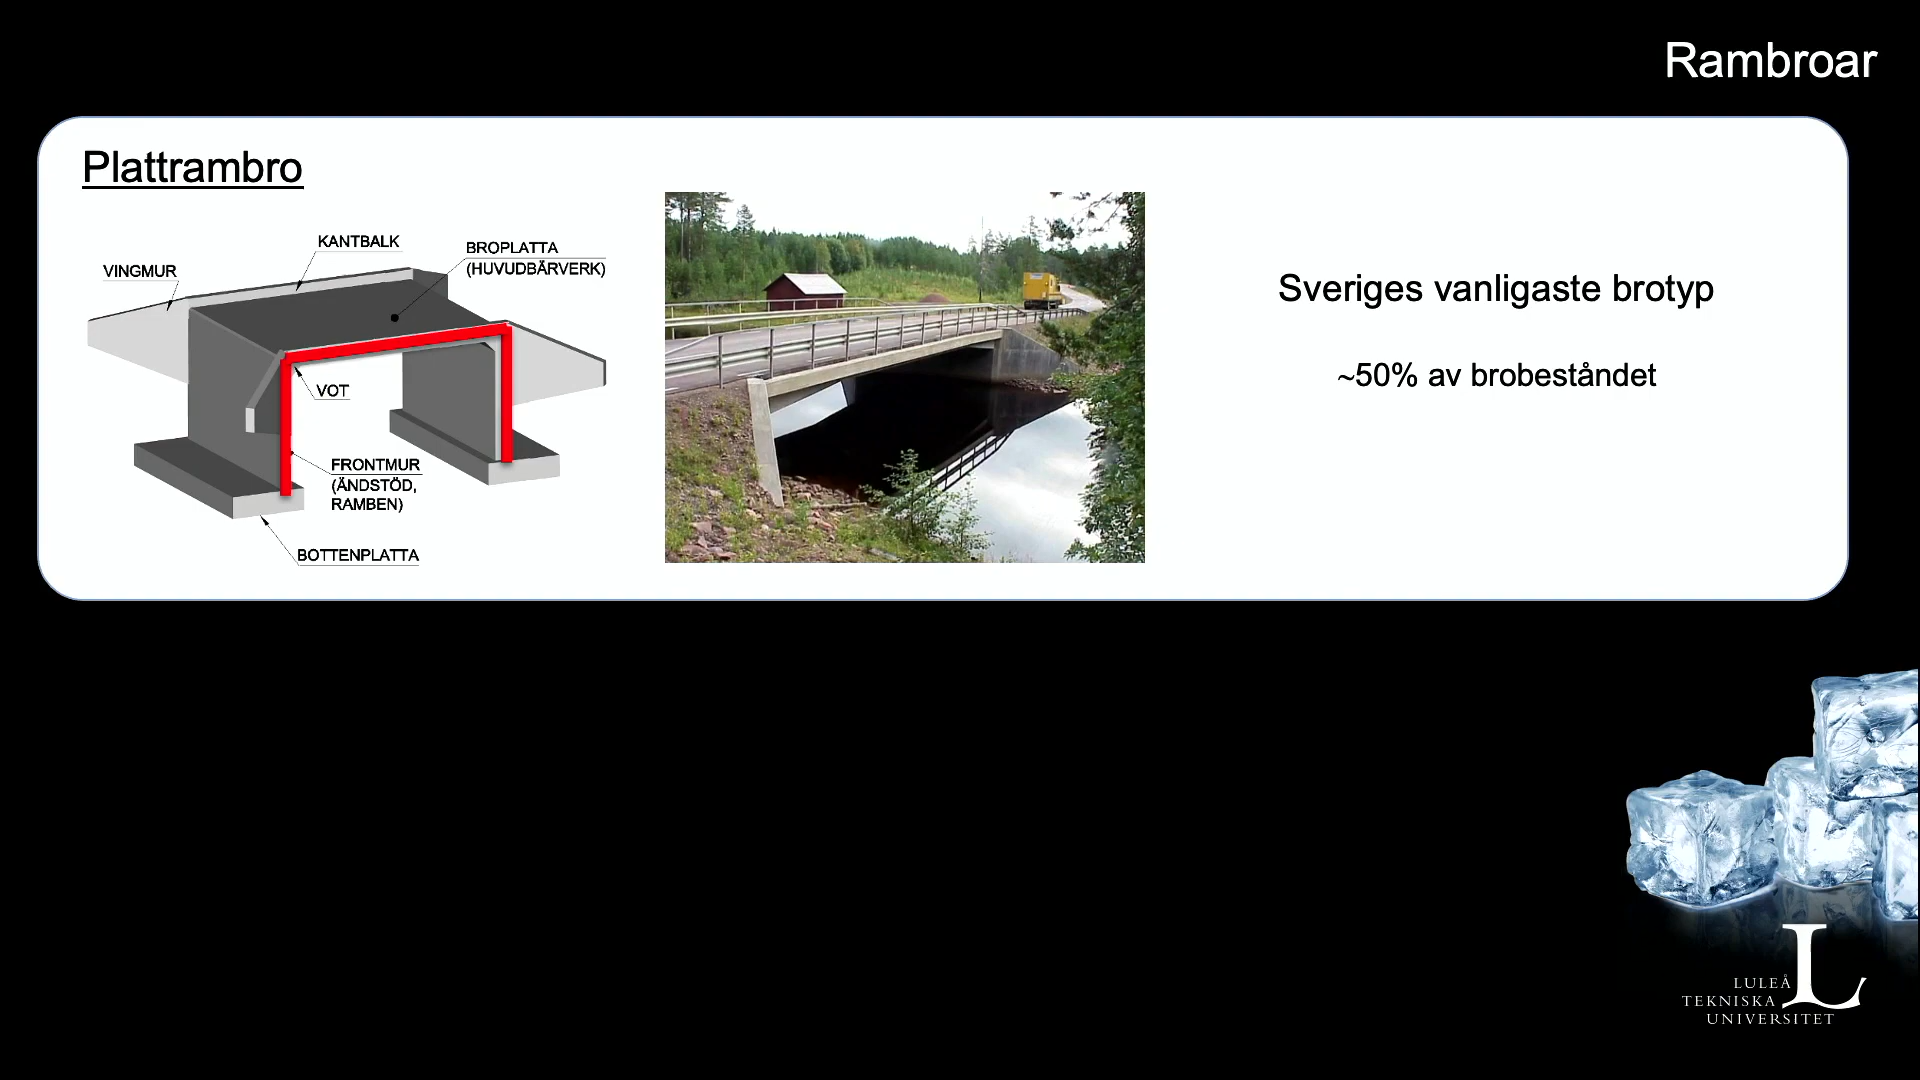 Rambroar
Plattrambro
KANTBALK
BROPLATTA
(HUVUDBÄRVERK)
VINGMUR
VOT
FRONTMUR
(ÄNDSTÖD,
RAMBEN)
BOTTENPLATTA
Sveriges vanligaste brotyp
~50% av brobeståndet
LULEÅ
TEKNISKA
UNIVERSITET
L